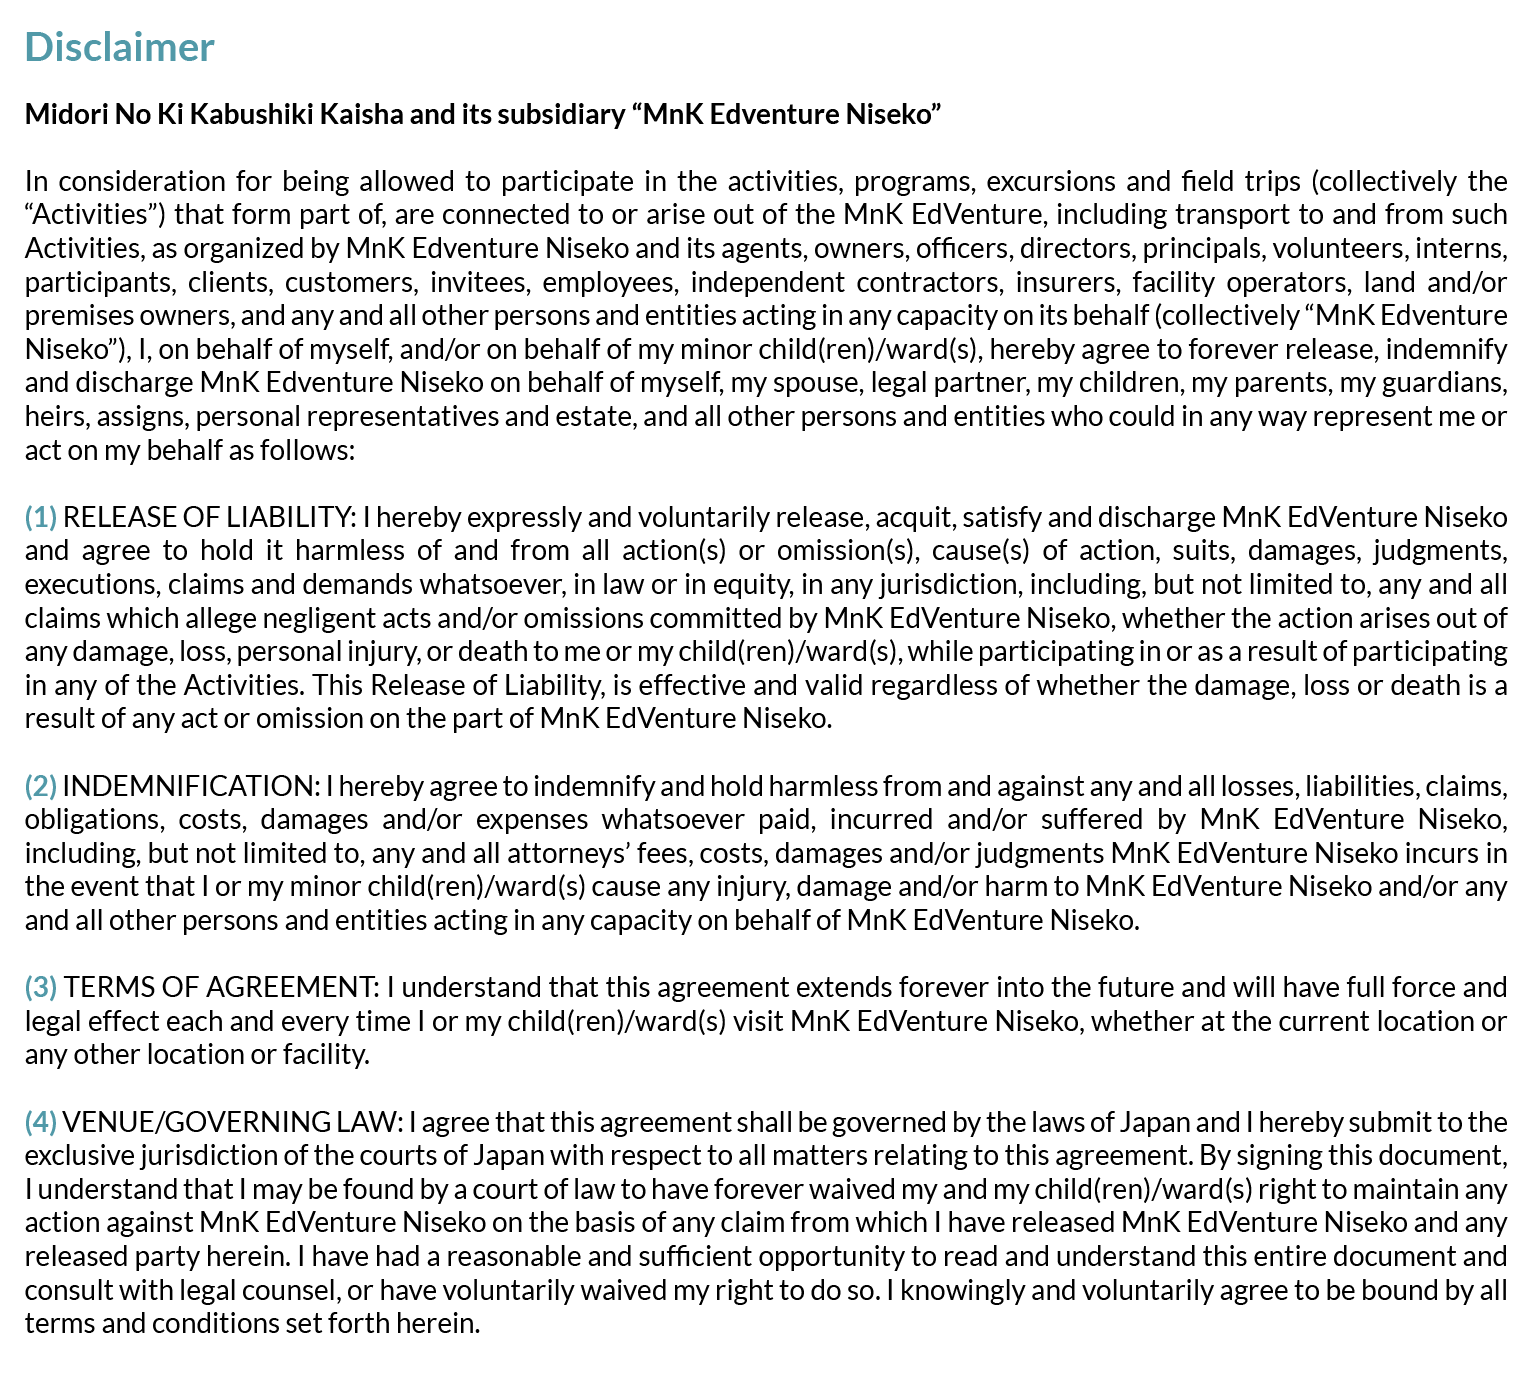 Disclaimer
Midori No Ki Kabushiki Kaisha and its subsidiary “MnK Edventure Niseko”
In consideration for being allowed to participate in the activities, programs, excursions and field trips (collectively the
“Activities”) that form part of, are connected to or arise out of the MnK EdVenture, including transport to and from such
Activities, as organized by MnK Edventure Niseko and its agents, owners, officers, directors, principals, volunteers, interns,
participants, clients, customers, invitees, employees, independent contractors, insurers, facility operators, land and/or
premises owners, and any and all other persons and entities acting in any capacity on its behalf (collectively “MnK Edventure
Niseko”), I, on behalf of myself, and/or on behalf of my minor child(ren)/ward(s), hereby agree to forever release, indemnify
and discharge MnK Edventure Niseko on behalf of myself, my spouse, legal partner, my children, my parents, my guardians,
heirs, assigns, personal representatives and estate, and all other persons and entities who could in any way represent me or
act on my behalf as follows:
(1) RELEASE OF LIABILITY: I hereby expressly and voluntarily release, acquit, satisfy and discharge MnK EdVenture Niseko
and agree to hold it harmless of and from all action(s) or omission(s), cause(s) of action, suits, damages, judgments,
executions, claims and demands whatsoever, in law or in equity, in any jurisdiction, including, but not limited to, any and all
claims which allege negligent acts and/or omissions committed by MnK EdVenture Niseko, whether the action arises out of
any damage, loss, personal injury, or death to me or my child(ren)/ward(s), while participating in or as a result of participating
in any of the Activities. This Release of Liability, is effective and valid regardless of whether the damage, loss or death is a
result of any act or omission on the part of MnK EdVenture Niseko.
(2) INDEMNIFICATION: I hereby agree to indemnify and hold harmless from and against any and all losses, liabilities, claims,
obligations, costs, damages and/or expenses whatsoever paid, incurred and/or suffered by MnK EdVenture Niseko,
including, but not limited to, any and all attorneys’ fees, costs, damages and/or judgments MnK EdVenture Niseko incurs in
the event that I or my minor child(ren)/ward(s) cause any injury, damage and/or harm to MnK EdVenture Niseko and/or any
and all other persons and entities acting in any capacity on behalf of MnK EdVenture Niseko.
(3) TERMS OF AGREEMENT: I understand that this agreement extends forever into the future and will have full force and
legal effect each and every time I or my child(ren)/ward(s) visit MnK EdVenture Niseko, whether at the current location or
any other location or facility.
(4) VENUE/GOVERNING LAW: I agree that this agreement shall be governed by the laws of Japan and I hereby submit to the
exclusive jurisdiction of the courts of Japan with respect to all matters relating to this agreement. By signing this document,
I understand that I may be found by a court of law to have forever waived my and my child(ren)/ward(s) right to maintain any
action against MnK EdVenture Niseko on the basis of any claim from which I have released MnK EdVenture Niseko and any
released party herein. I have had a reasonable and sufficient opportunity to read and understand this entire document and
consult with legal counsel, or have voluntarily waived my right to do so. I knowingly and voluntarily agree to be bound by all
terms and conditions set forth herein.